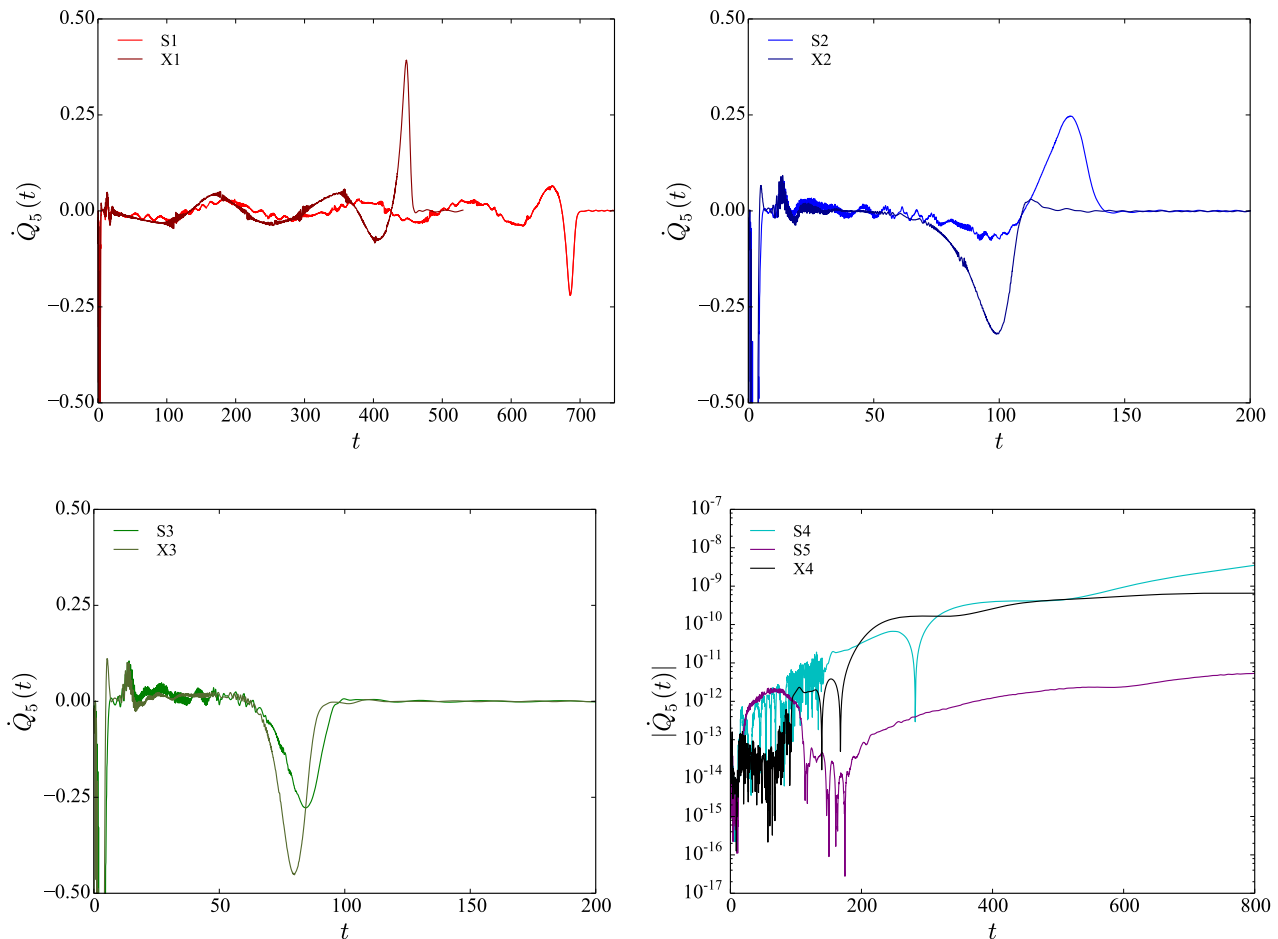 0.50
0.25
0.00
−0.25
−0.50
Q̇₅(t)
S1
X1
0 100 200 300 400 500 600 700
t
0.50
0.25
0.00
−0.25
−0.50
Q̇₅(t)
S2
X2
0 50 100 150 200
t
0.50
0.25
0.00
−0.25
−0.50
Q̇₅(t)
S3
X3
0 50 100 150 200
t
10⁻⁷
10⁻⁸
10⁻⁹
10⁻¹⁰
10⁻¹¹
10⁻¹²
10⁻¹³
10⁻¹⁴
10⁻¹⁵
10⁻¹⁶
10⁻¹⁷
|Q̇₅(t)|
S4
S5
X4
0 200 400 600 800
t